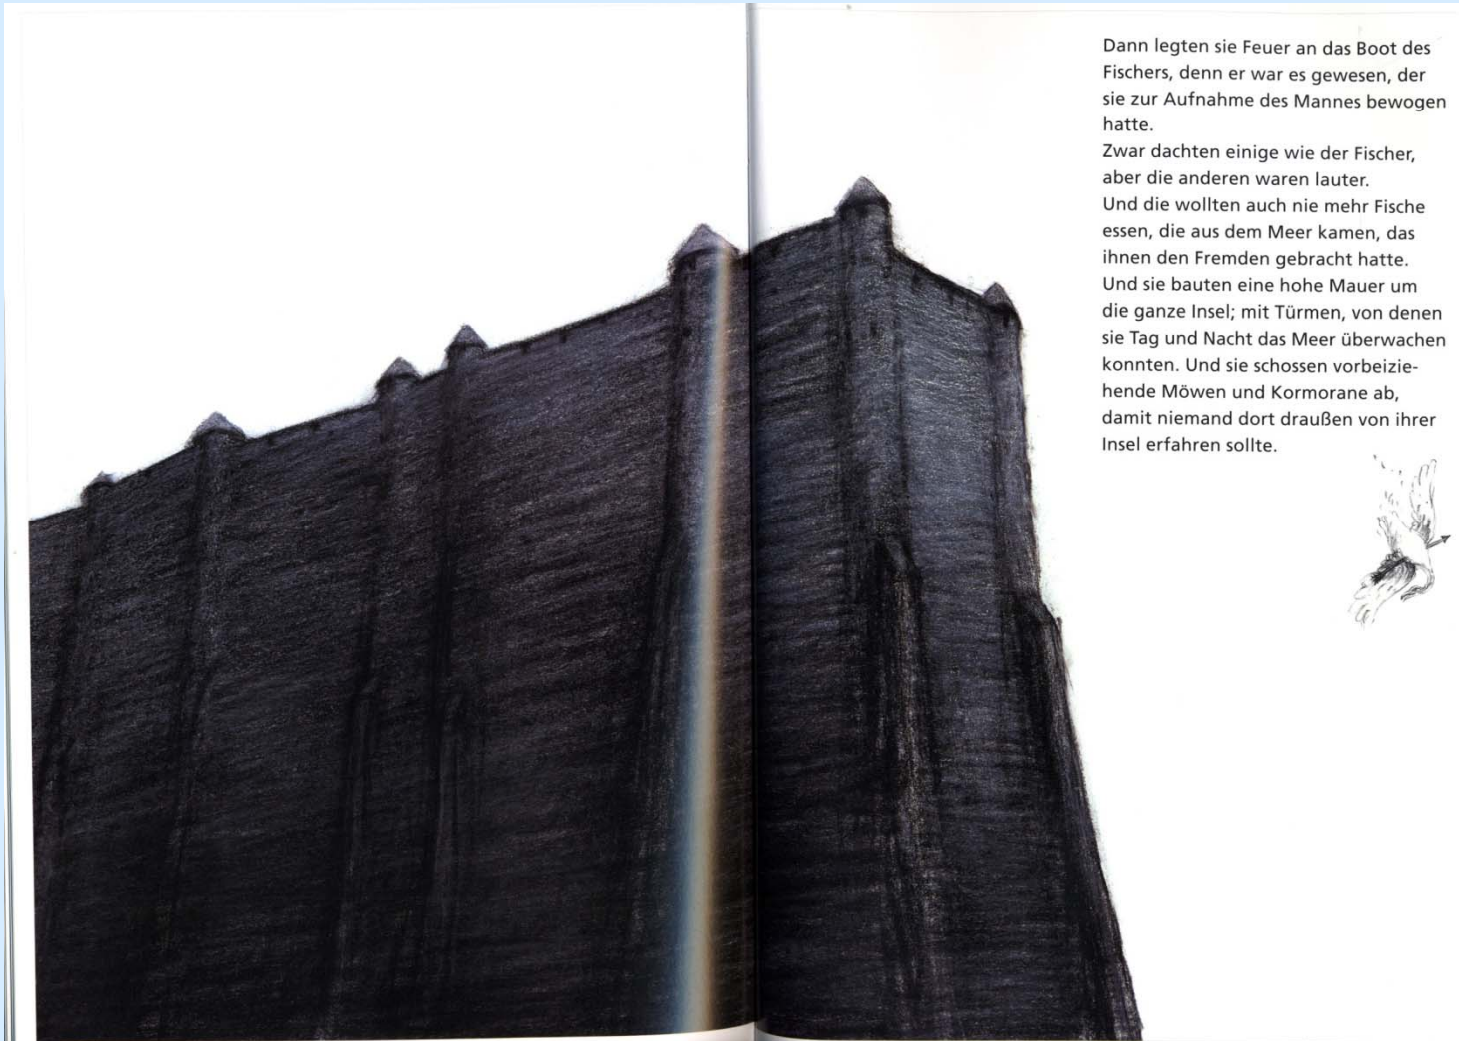 Dann legten sie Feuer an das Boot des
Fischers, denn er war es gewesen, der
sie zur Aufnahme des Mannes bewogen
hatte.
Zwar dachten einige wie der Fischer,
aber die anderen waren lauter.
Und die wollten auch nie mehr Fische
essen, die aus dem Meer kamen, das
ihnen den Fremden gebracht hatte.
Und sie bauten eine hohe Mauer um
die ganze Insel; mit Türmen, von denen
sie Tag und Nacht das Meer überwachen
konnten. Und sie schossen vorbeizie-
hende Möwen und Kormorane ab,
damit niemand dort draußen von ihrer
Insel erfahren sollte.